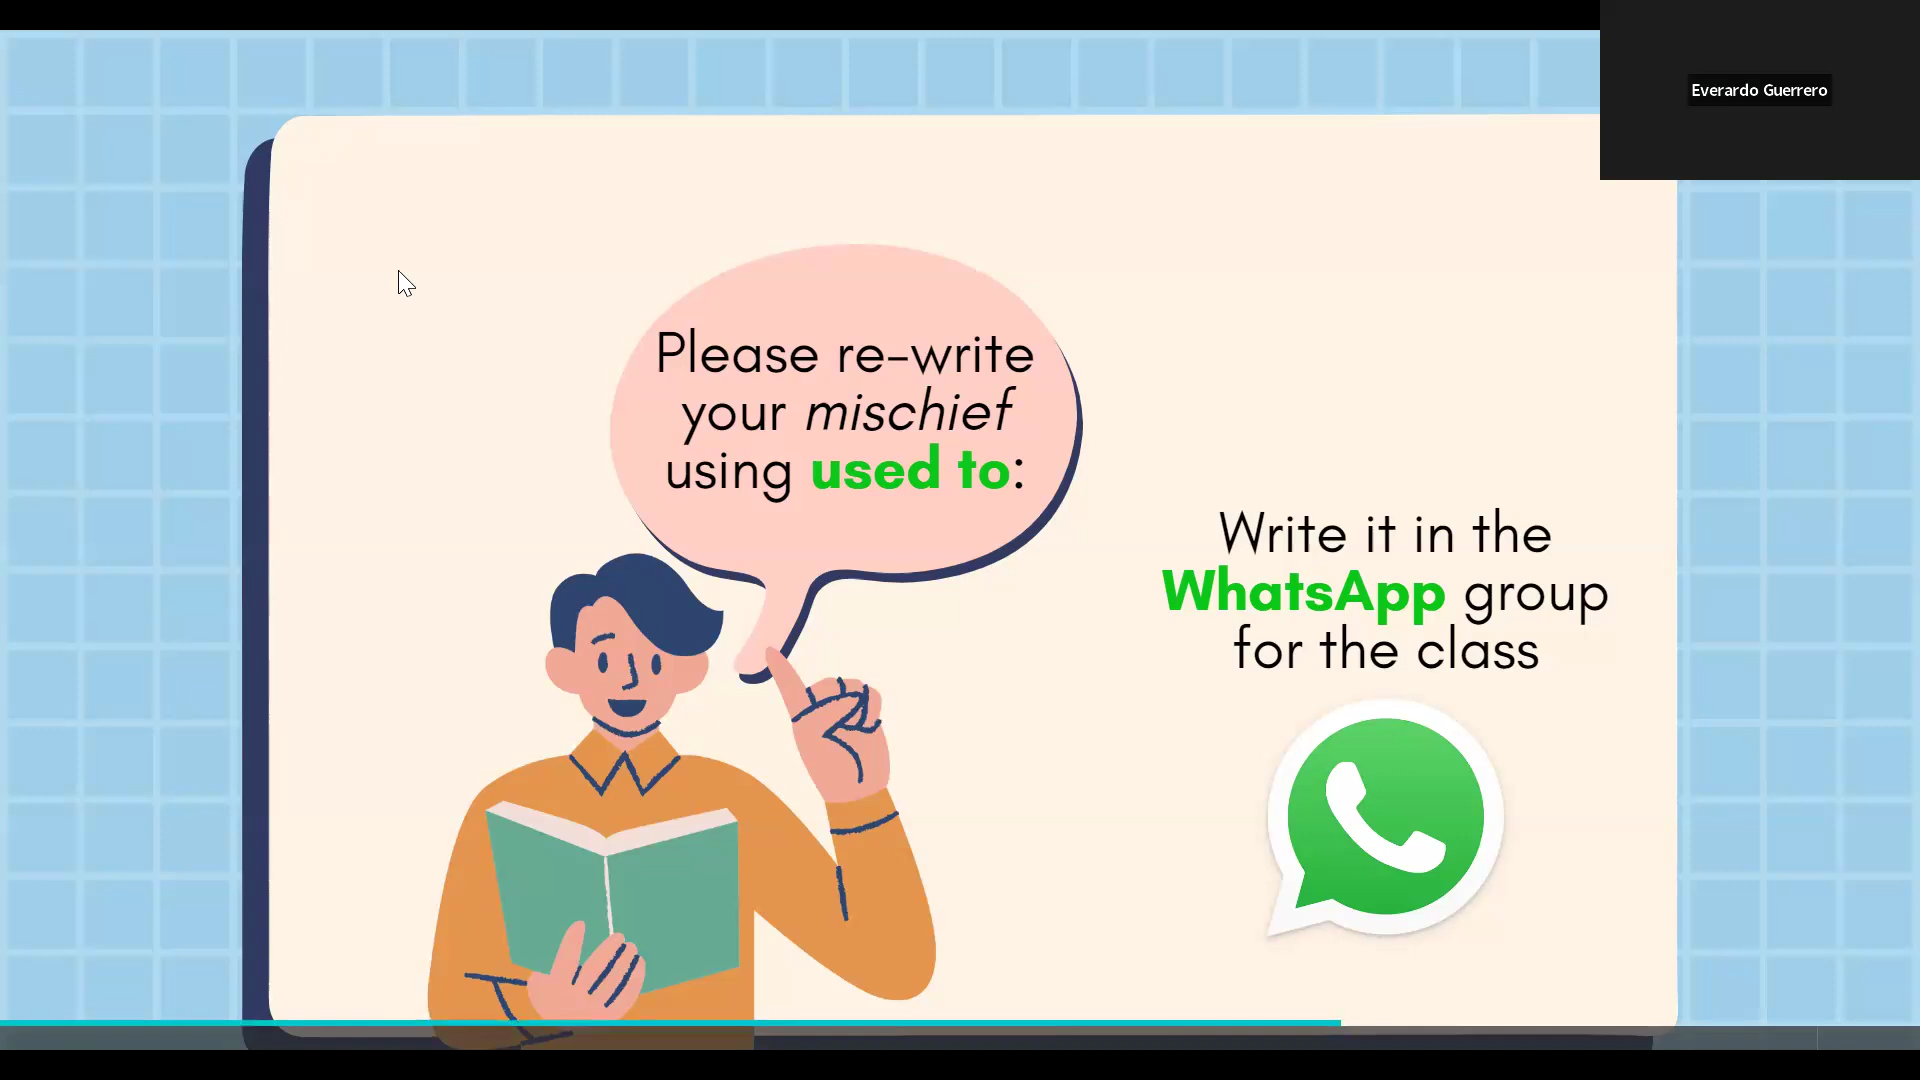 Everardo Guerrero
Please re-write
your mischief
using used to:
Write it in the
WhatsApp group
for the class